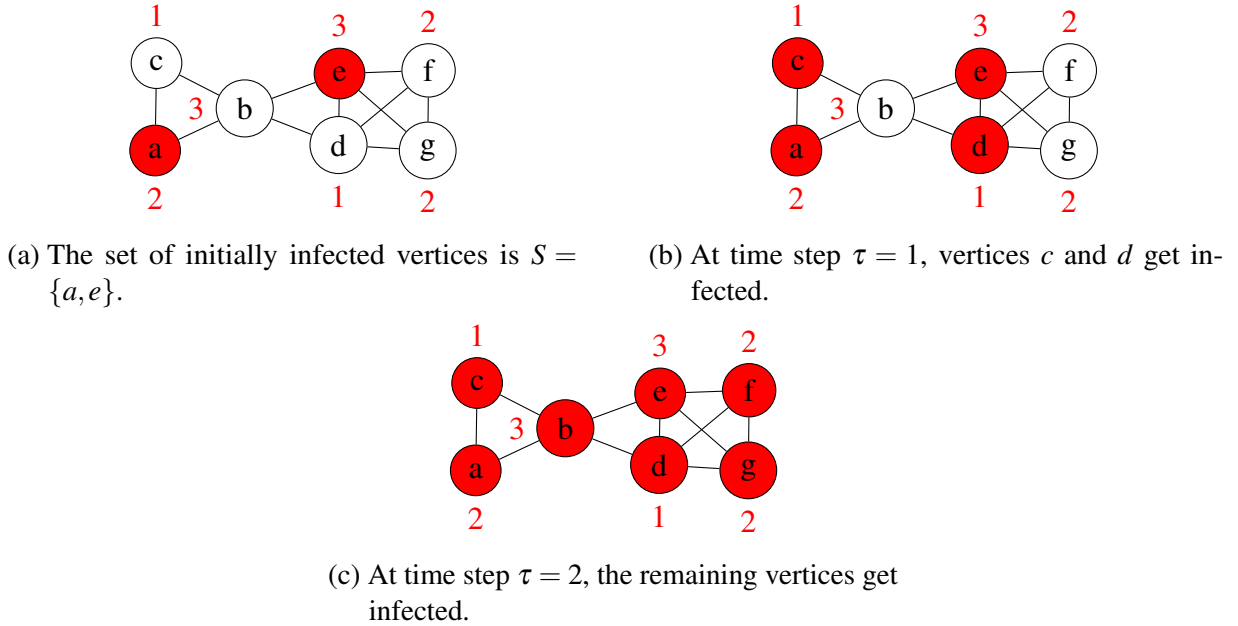 1 3 2
c e f
3 b
a d g
2 1 2
(a) The set of initially infected vertices is S =
{a,e}.
1 3 2
c e f
3 b
a d g
2 1 2
(b) At time step τ = 1, vertices c and d get in-
fected.
1 3 2
c e f
3 b
a d g
2 1 2
(c) At time step τ = 2, the remaining vertices get
infected.